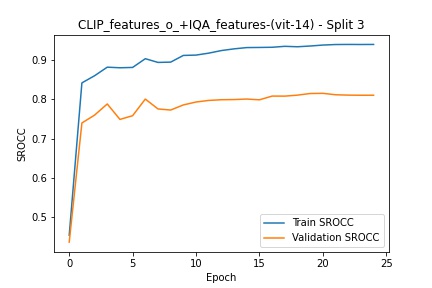 CLIP_features_o_+IQA_features-(vit-14) - Split 3
SROCC
0.9
0.8
0.7
0.6
0.5
Train SROCC
Validation SROCC
0 5 10 15 20 25
Epoch